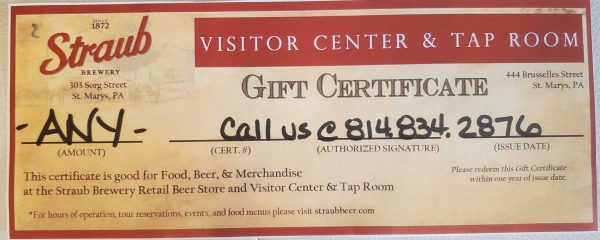 SINCE
1872
Straub
BREWERY
303 Sorg Street
St. Marys, PA
VISITOR CENTER & TAP ROOM
GIFT CERTIFICATE
444 Brusselles Street
St. Marys, PA
- ANY - Call us @ 814.834.2876
(AMOUNT) (CERT. #) (AUTHORIZED SIGNATURE) (ISSUE DATE)
This certificate is good for Food, Beer, & Merchandise
at the Straub Brewery Retail Beer Store and Visitor Center & Tap Room
Please redeem this Gift Certificate
within one year of issue date.
*For hours of operation, tour reservations, events, and food menus please visit straubbeer.com